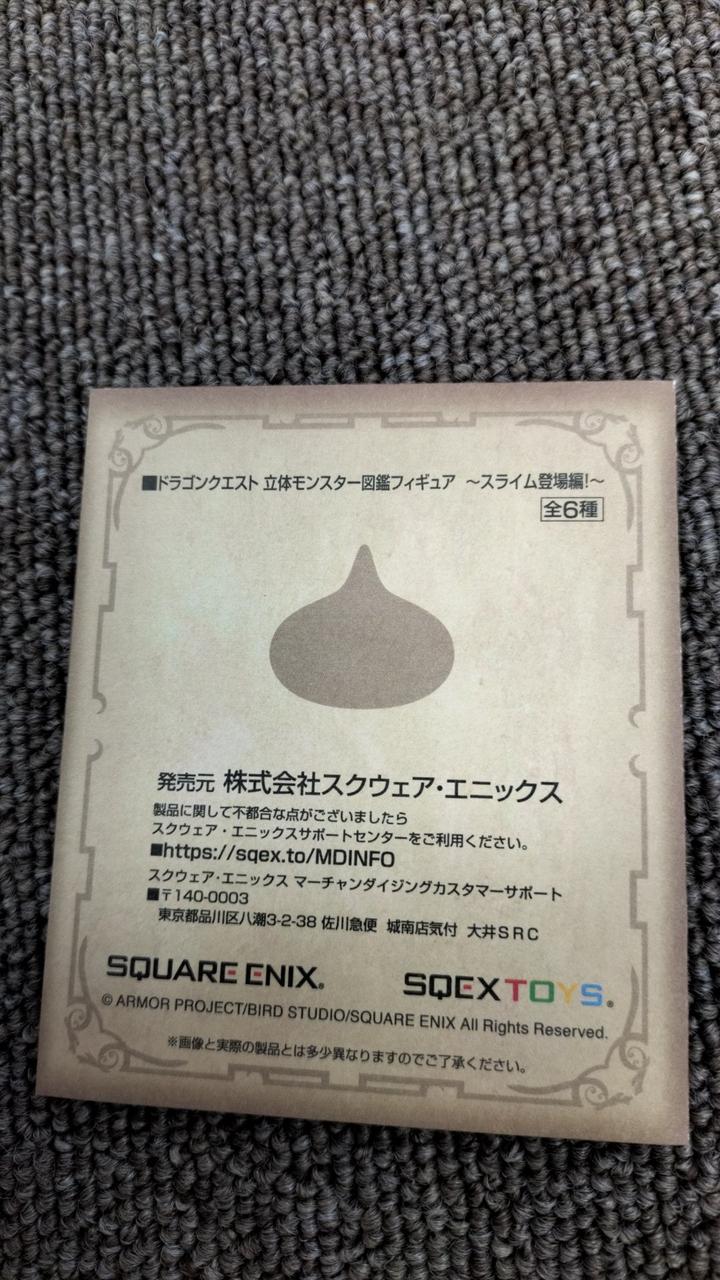 ■ドラゴンクエスト 立体モンスター図鑑フィギュア ～スライム登場編!～
全6種
発売元 株式会社スクウェア・エニックス
製品に関して不都合な点がございましたら
スクウェア・エニックスサポートセンターをご利用ください。
■https://sqex.to/MDINFO
スクウェア・エニックス マーチャンダイジングカスタマーサポート
■〒140-0003
東京都品川区八潮3-2-38 佐川急便 城南店気付 大井SRC
SQUARE ENIX® SQEX TOYS®
© ARMOR PROJECT/BIRD STUDIO/SQUARE ENIX All Rights Reserved.
※画像と実際の製品とは多少異なりますのでご了承ください。